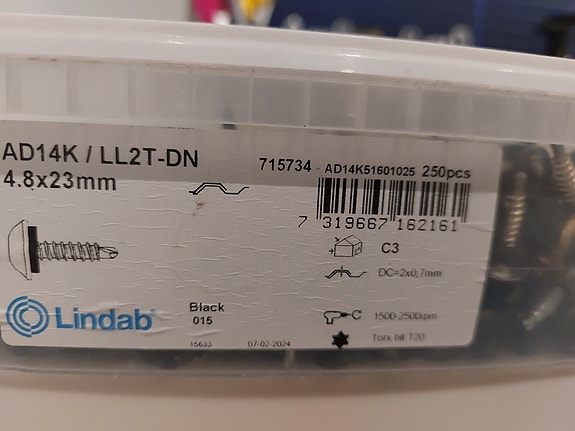 AD14K / LL2T-DN
715734 - AD14K51601025 250pcs
4.8x23mm
7 319667 162161
C3
DC=2x0,7mm
Lindab
Black
015
1500-2500rpm
15633 07-02-2024
Torx bit T20